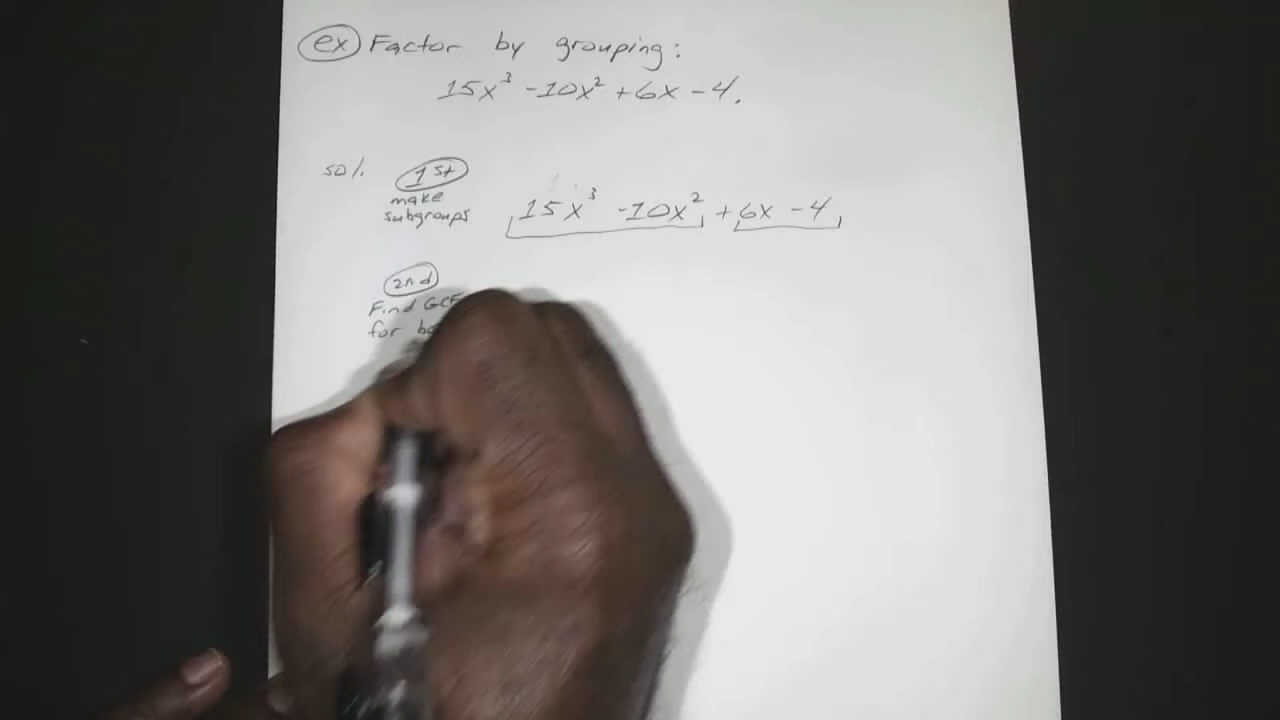 ex Factor by grouping:
15x³ -10x² +6x -4.
sol. 1st
make
subgroups
15x³ -10x² +6x -4
2nd
Find GCF
for